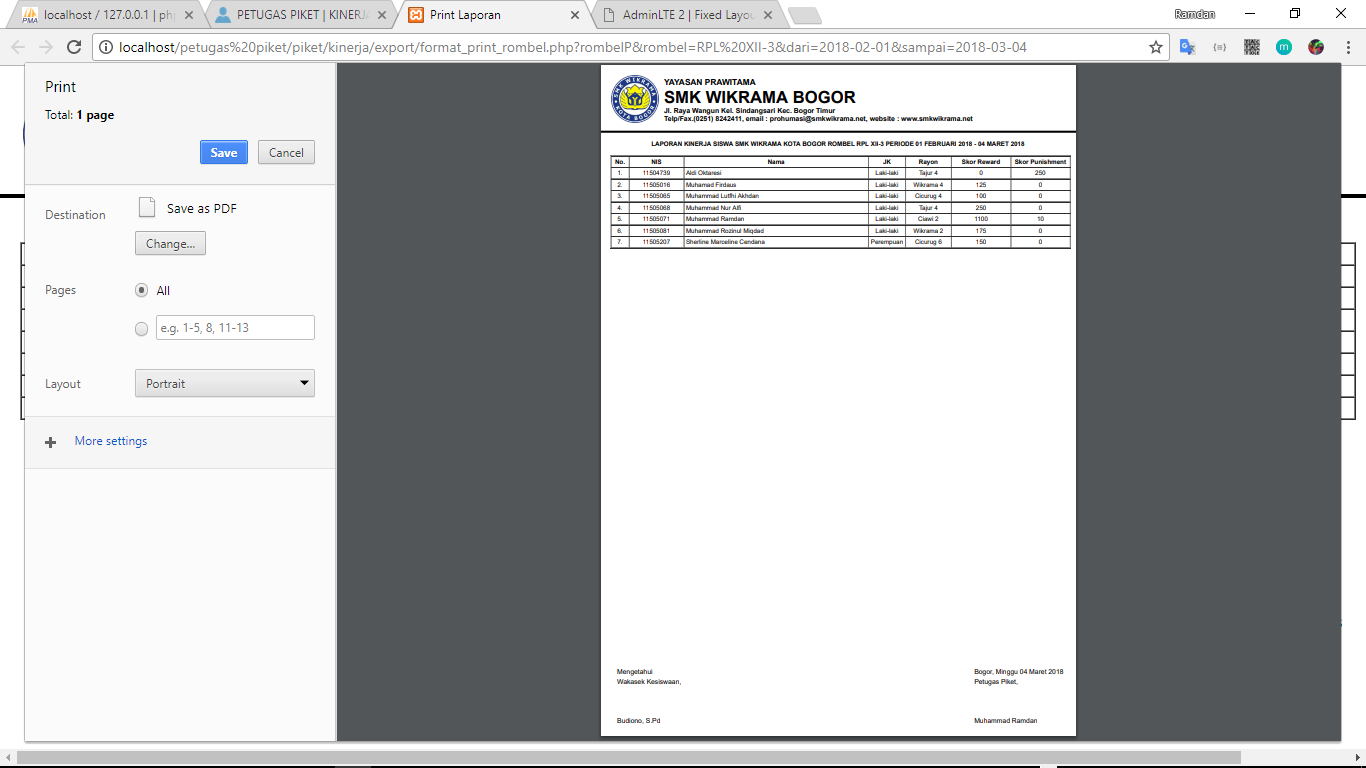 localhost / 127.0.0.1 | php
PETUGAS PIKET | KINERJA
Print Laporan
AdminLTE 2 | Fixed Layou
Ramdan
localhost/petugas%20piket/piket/kinerja/export/format_print_rombel.php?rombelP&rombel=RPL%20XII-3&dari=2018-02-01&sampai=2018-03-04
Print
Total: 1 page
Save Cancel
Destination Save as PDF
Change...
Pages All
e.g. 1-5, 8, 11-13
Layout Portrait
More settings
YAYASAN PRAWITAMA
SMK WIKRAMA BOGOR
Jl. Raya Wangun Kel. Sindangsari Kec. Bogor Timur
Telp/Fax.(0251) 8242411, email : prohumasi@smkwikrama.net, website : www.smkwikrama.net
LAPORAN KINERJA SISWA SMK WIKRAMA KOTA BOGOR ROMBEL RPL XII-3 PERIODE 01 FEBRUARI 2018 - 04 MARET 2018
No. NIS Nama JK Rayon Skor Reward Skor Punishment
1. 11504739 Aldi Oktaresi Laki-laki Tajur 4 0 250
2. 11505016 Muhamad Firdaus Laki-laki Wikrama 4 125 0
3. 11505065 Muhammad Lutfhi Akhdan Laki-laki Cicurug 4 100 0
4. 11505068 Muhammad Nur Alfi Laki-laki Tajur 4 250 0
5. 11505071 Muhammad Ramdan Laki-laki Ciawi 2 1100 10
6. 11505081 Muhammad Rozinul Miqdad Laki-laki Wikrama 2 175 0
7. 11505207 Sherline Marceline Cendana Perempuan Cicurug 6 150 0
Mengetahui
Wakasek Kesiswaan,
Budiono, S.Pd
Bogor, Minggu 04 Maret 2018
Petugas Piket,
Muhammad Ramdan